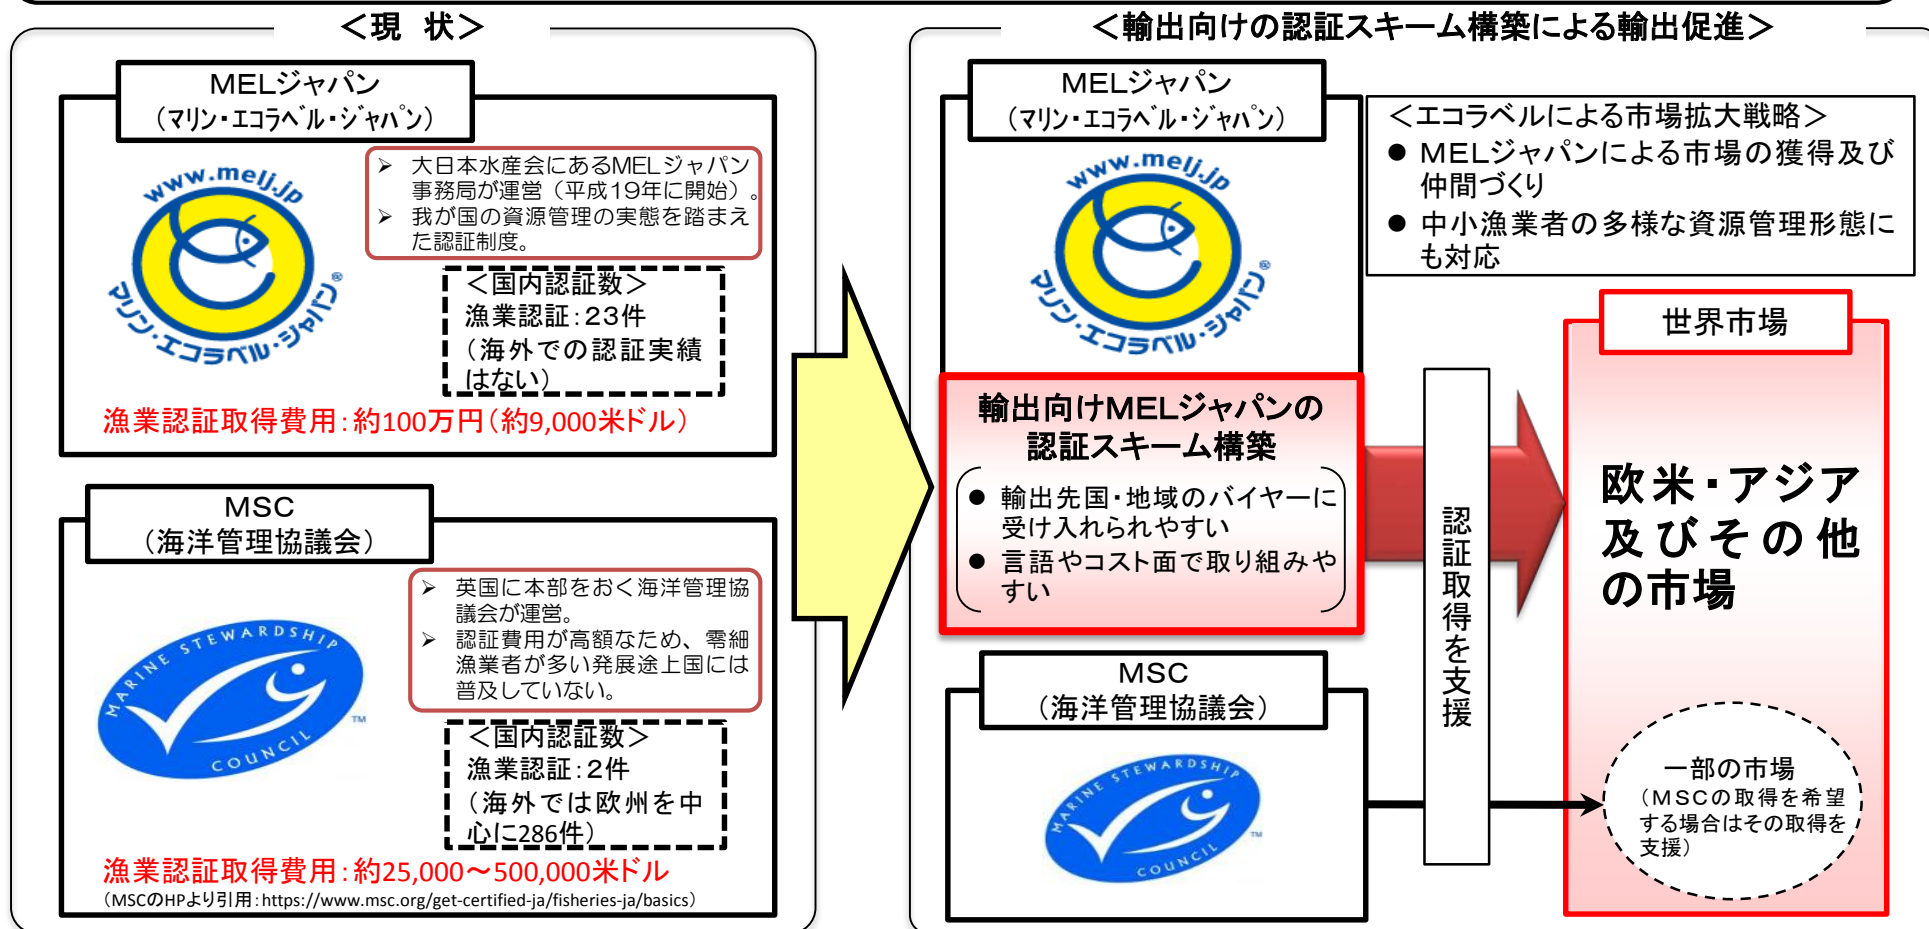 ＜現 状＞
ＭＥＬジャパン
（マリン・エコラベル・ジャパン）
www.melj.jp
マリン・エコラベル・ジャパン®
➢ 大日本水産会にあるMELジャパン
事務局が運営（平成19年に開始）。
➢ 我が国の資源管理の実態を踏まえ
た認証制度。
＜国内認証数＞
漁業認証：２３件
（海外での認証実績
はない）
漁業認証取得費用：約100万円（約9,000米ドル）
ＭＳＣ
（海洋管理協議会）
MARINE STEWARDSHIP
COUNCIL
TM
➢ 英国に本部をおく海洋管理協
議会が運営。
➢ 認証費用が高額なため、零細
漁業者が多い発展途上国には
普及していない。
＜国内認証数＞
漁業認証：２件
（海外では欧州を中
心に286件）
漁業認証取得費用：約25,000～500,000米ドル
（MSCのHPより引用：https://www.msc.org/get-certified-ja/fisheries-ja/basics）
＜輸出向けの認証スキーム構築による輸出促進＞
ＭＥＬジャパン
（マリン・エコラベル・ジャパン）
www.melj.jp
マリン・エコラベル・ジャパン®
＜エコラベルによる市場拡大戦略＞
● ＭＥＬジャパンによる市場の獲得及び
仲間づくり
● 中小漁業者の多様な資源管理形態に
も対応
輸出向けＭＥＬジャパンの
認証スキーム構築
● 輸出先国・地域のバイヤーに
受け入れられやすい
● 言語やコスト面で取り組みや
すい
ＭＳＣ
（海洋管理協議会）
MARINE STEWARDSHIP
COUNCIL
TM
認証取得を支援
世界市場
欧米・アジア
及びその他
の市場
一部の市場
（ＭＳＣの取得を希望
する場合はその取得を
支援）